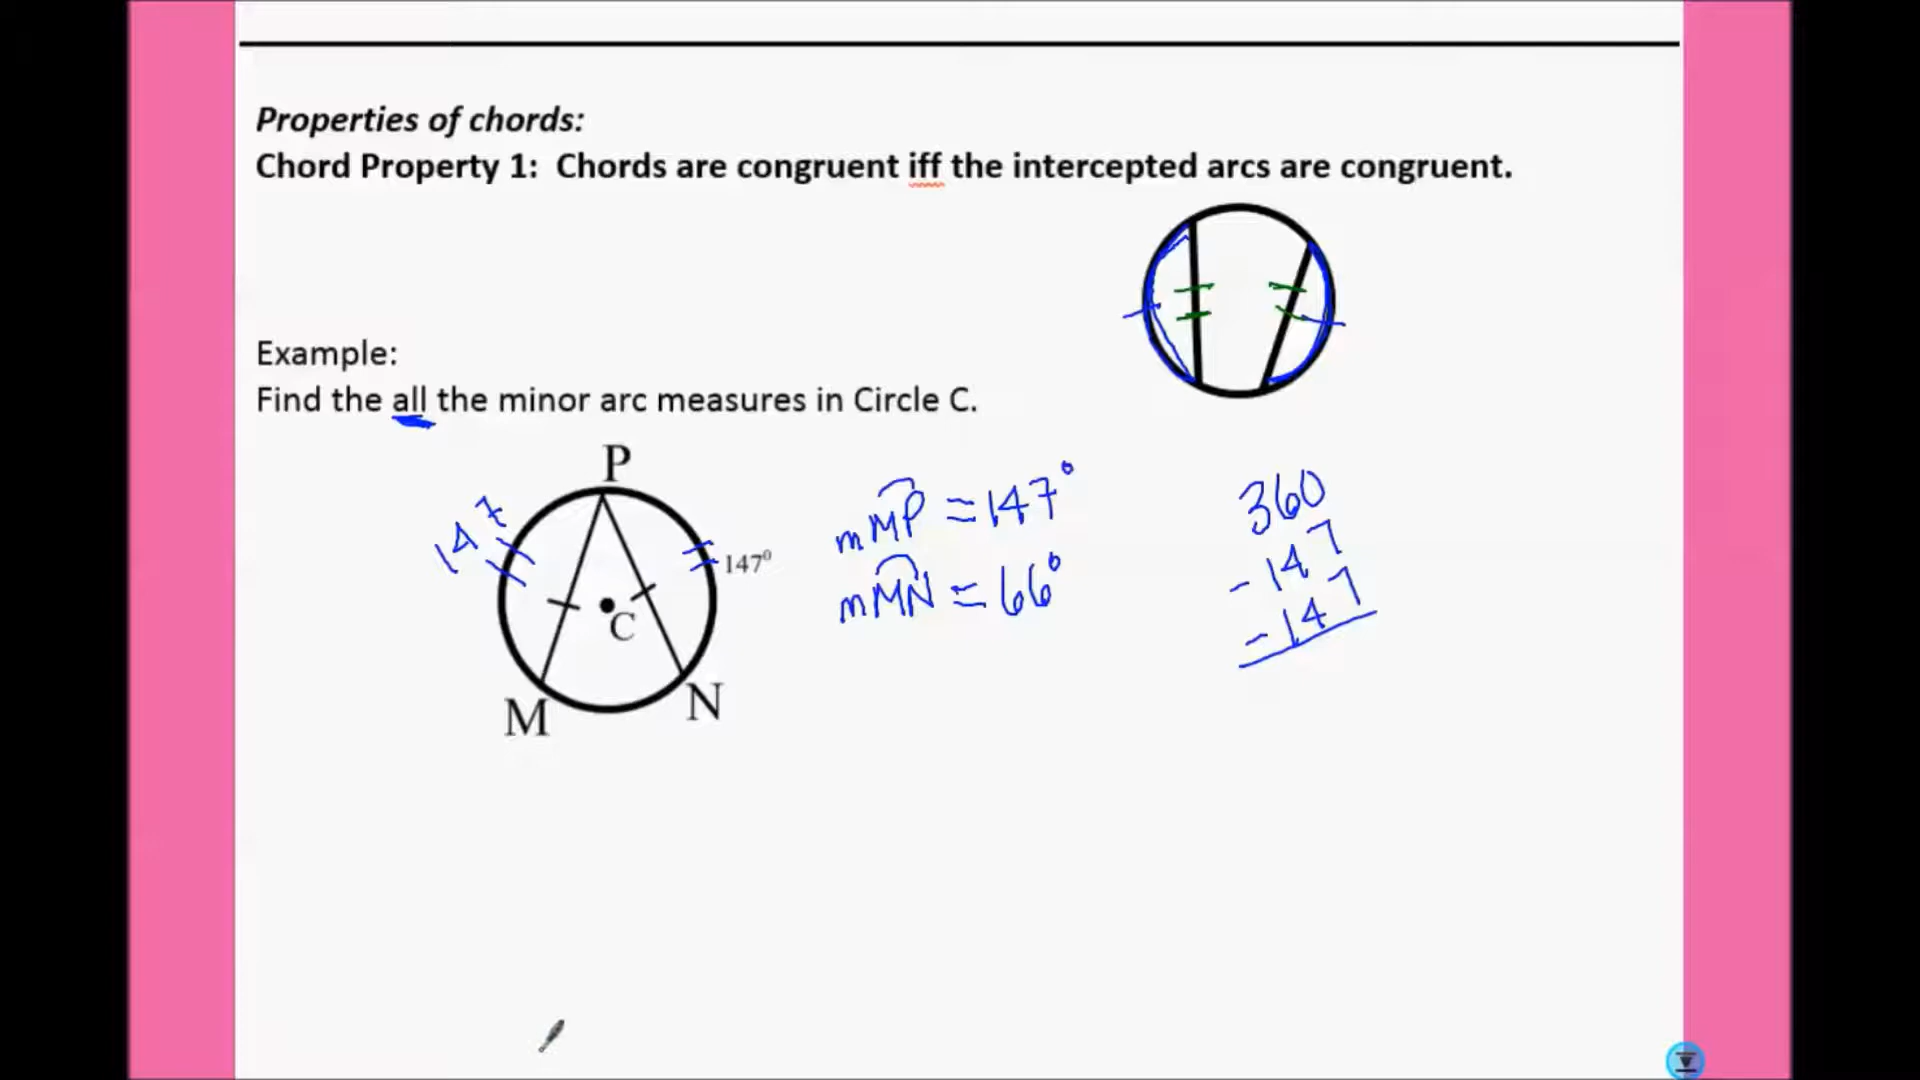 Properties of chords:
Chord Property 1: Chords are congruent iff the intercepted arcs are congruent.
Example:
Find the all the minor arc measures in Circle C.
P
147
147⁰
C
M
N
mMP = 147°
mMN = 66°
360
- 147
- 147